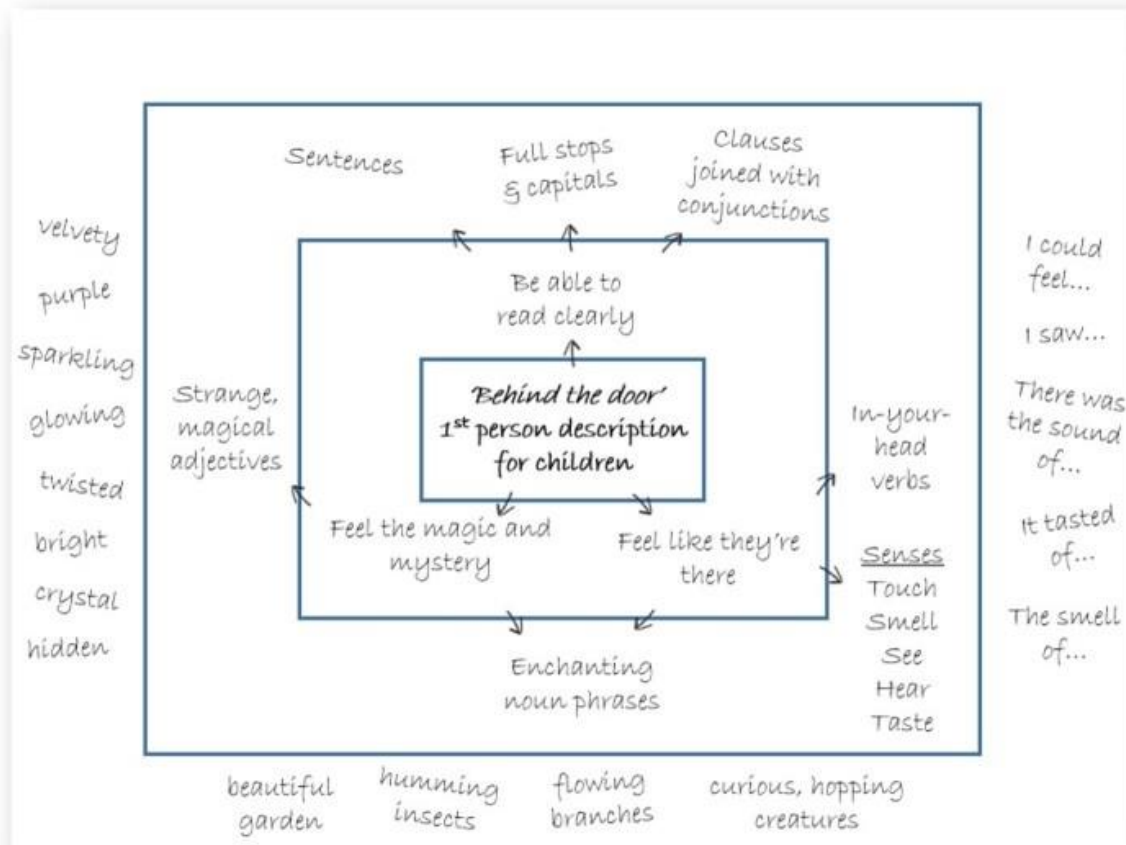 Sentences
Full stops
& capitals
Clauses
joined with
conjunctions
velvety
purple
sparkling
glowing
twisted
bright
crystal
hidden
Be able to
read clearly
'Behind the door'
1st person description
for children
Strange,
magical
adjectives
Feel the magic and
mystery
Feel like they're
there
In-your-
head
verbs
Senses
Touch
Smell
See
Hear
Taste
I could
feel...
I saw...
There was
the sound
of...
It tasted
of...
The smell
of...
Enchanting
noun phrases
beautiful
garden
humming
insects
flowing
branches
curious, hopping
creatures